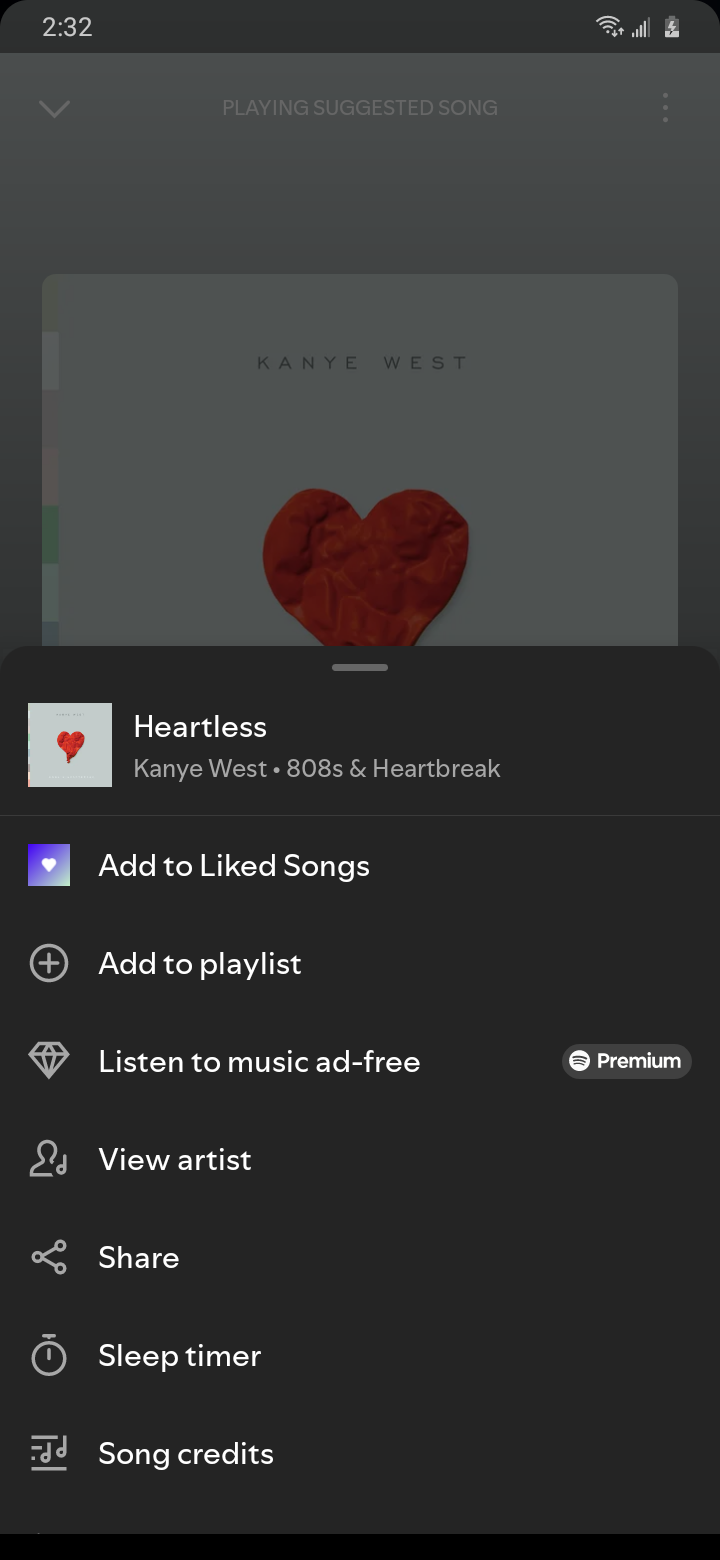 2:32
PLAYING SUGGESTED SONG
KANYE WEST
Heartless
Kanye West • 808s & Heartbreak
Add to Liked Songs
Add to playlist
Listen to music ad-free
Premium
View artist
Share
Sleep timer
Song credits